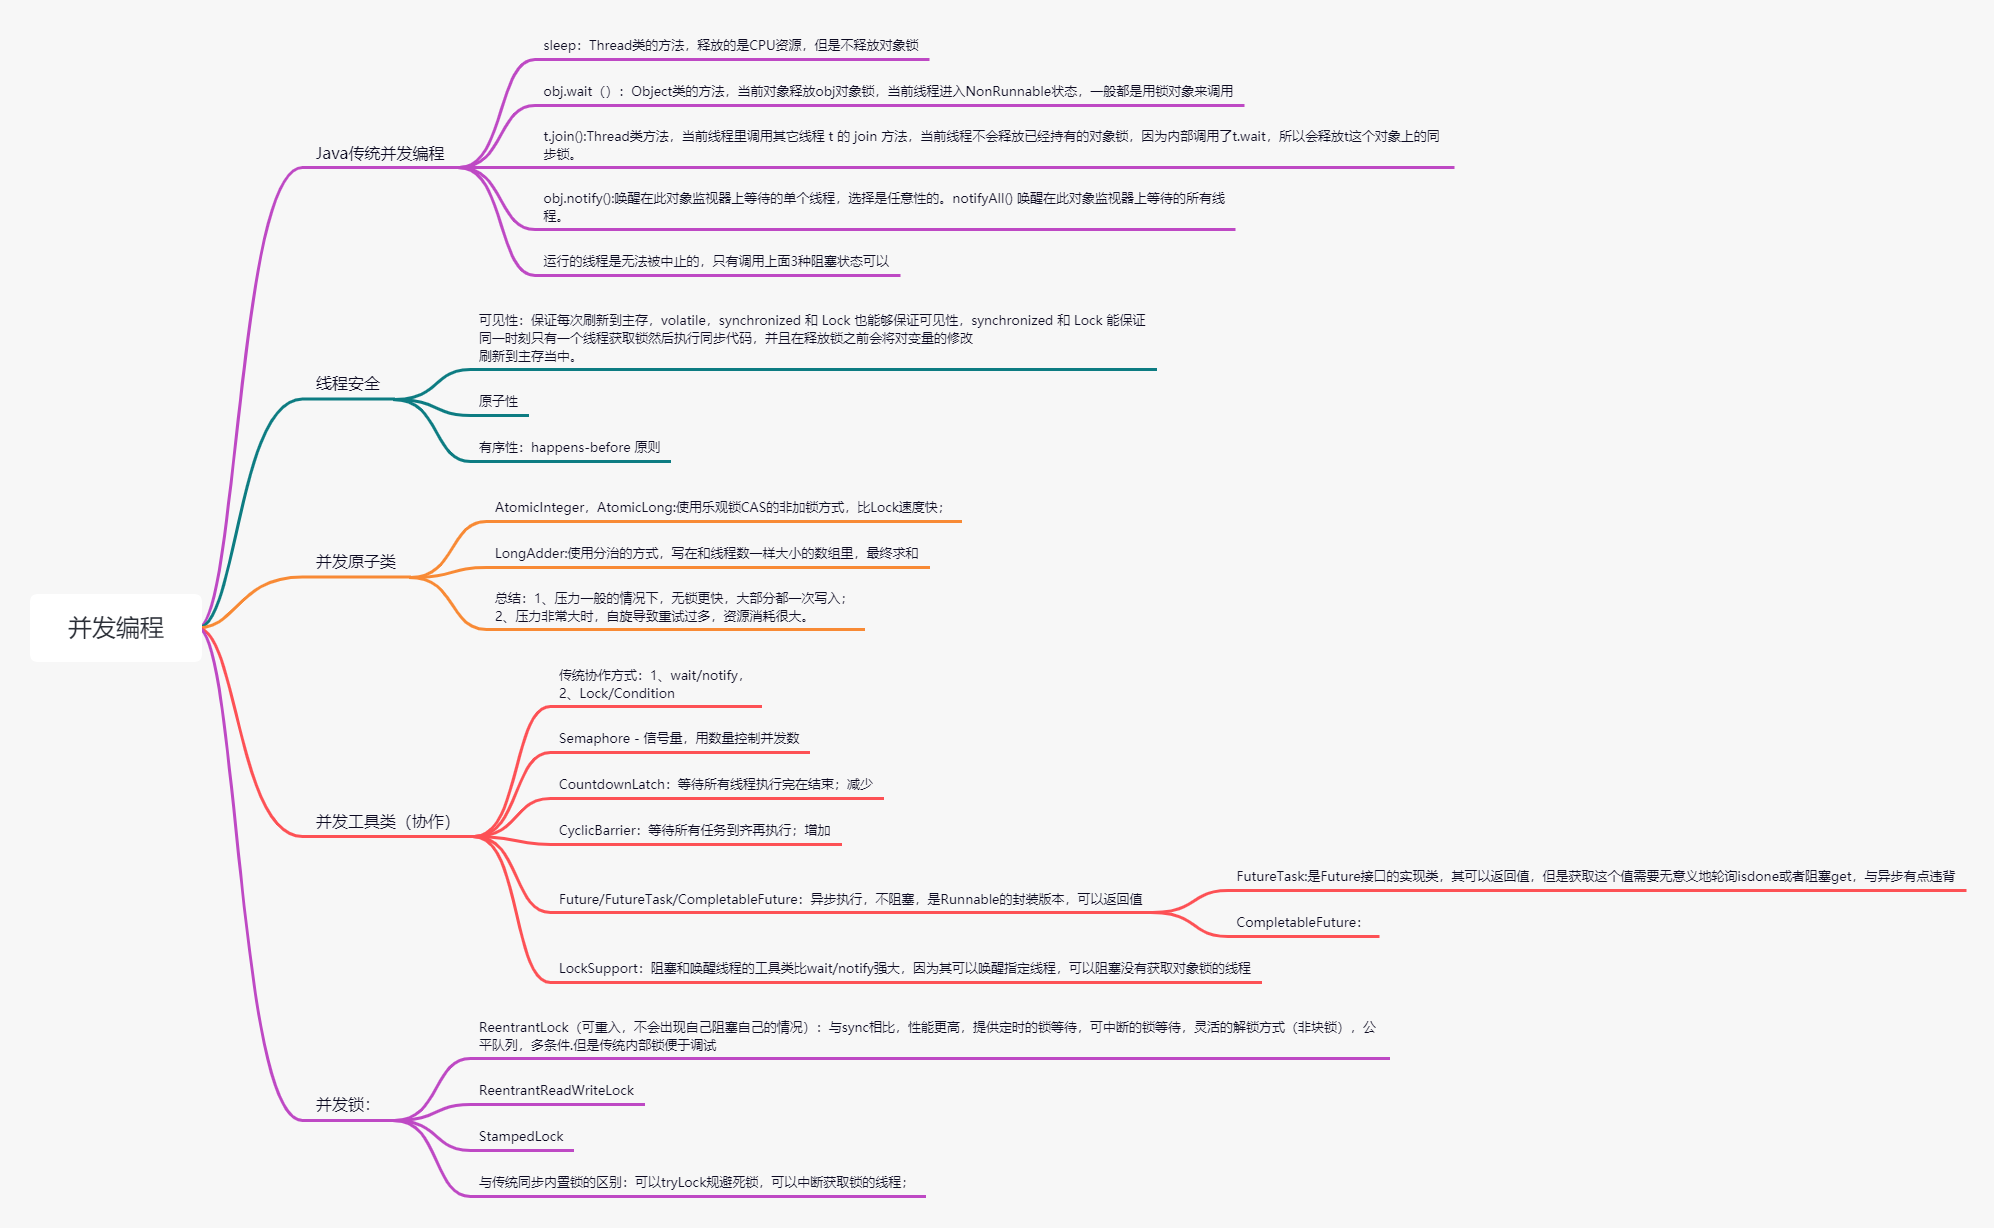 并发编程
Java传统并发编程
sleep：Thread类的方法，释放的是CPU资源，但是不释放对象锁
obj.wait（）：Object类的方法，当前对象释放obj对象锁，当前线程进入NonRunnable状态，一般都是用锁对象来调用
t.join():Thread类方法，当前线程里调用其它线程 t 的 join 方法，当前线程不会释放已经持有的对象锁，因为内部调用了t.wait，所以会释放t这个对象上的同
步锁。
obj.notify():唤醒在此对象监视器上等待的单个线程，选择是任意性的。notifyAll() 唤醒在此对象监视器上等待的所有线
程。
运行的线程是无法被中止的，只有调用上面3种阻塞状态可以
线程安全
可见性：保证每次刷新到主存，volatile，synchronized 和 Lock 也能够保证可见性，synchronized 和 Lock 能保证
同一时刻只有一个线程获取锁然后执行同步代码，并且在释放锁之前会将对变量的修改
刷新到主存当中。
原子性
有序性：happens-before 原则
并发原子类
AtomicInteger，AtomicLong:使用乐观锁CAS的非加锁方式，比Lock速度快；
LongAdder:使用分治的方式，写在和线程数一样大小的数组里，最终求和
总结：1、压力一般的情况下，无锁更快，大部分都一次写入；
2、压力非常大时，自旋导致重试过多，资源消耗很大。
并发工具类（协作）
传统协作方式：1、wait/notify，
2、Lock/Condition
Semaphore - 信号量，用数量控制并发数
CountdownLatch：等待所有线程执行完在结束；减少
CyclicBarrier：等待所有任务到齐再执行；增加
Future/FutureTask/CompletableFuture：异步执行，不阻塞，是Runnable的封装版本，可以返回值
FutureTask:是Future接口的实现类，其可以返回值，但是获取这个值需要无意义地轮询isdone或者阻塞get，与异步有点违背
CompletableFuture：
LockSupport：阻塞和唤醒线程的工具类比wait/notify强大，因为其可以唤醒指定线程，可以阻塞没有获取对象锁的线程
并发锁：
ReentrantLock（可重入，不会出现自己阻塞自己的情况）：与sync相比，性能更高，提供定时的锁等待，可中断的锁等待，灵活的解锁方式（非块锁），公
平队列，多条件.但是传统内部锁便于调试
ReentrantReadWriteLock
StampedLock
与传统同步内置锁的区别：可以tryLock规避死锁，可以中断获取锁的线程；